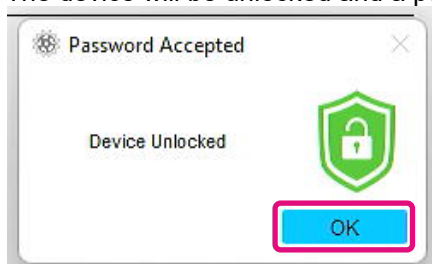 The device will be unlocked and a p
Password Accepted
Device Unlocked
OK